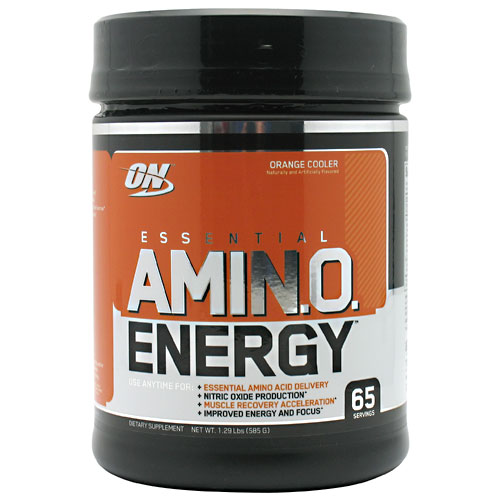 ON
ORANGE COOLER
Naturally and Artificially Flavored
ESSENTIAL
AMIN.O.
ENERGY™
USE ANYTIME FOR:
+ ESSENTIAL AMINO ACID DELIVERY
+ NITRIC OXIDE PRODUCTION*
+ MUSCLE RECOVERY ACCELERATION*
+ IMPROVED ENERGY AND FOCUS*
65
SERVINGS
DIETARY SUPPLEMENT NET WT. 1.29 Lbs (585 G)